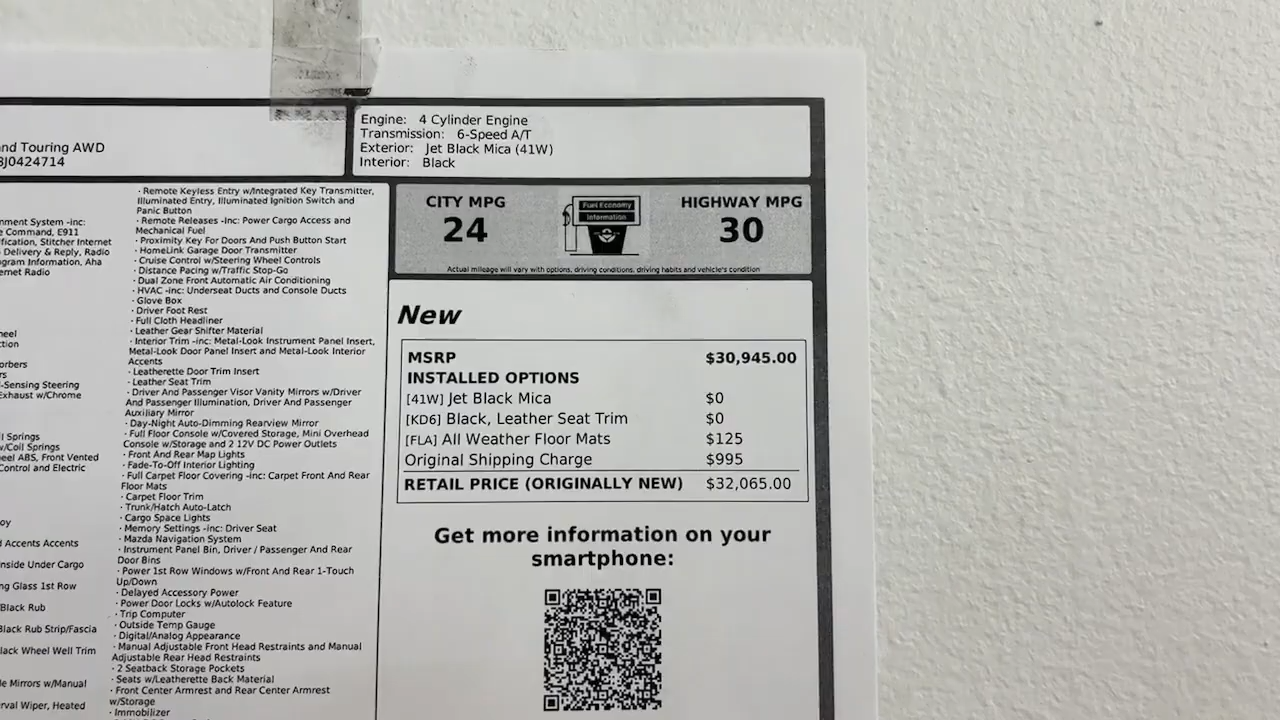 nd Touring AWD
BJ0424714
Engine: 4 Cylinder Engine
Transmission: 6-Speed A/T
Exterior: Jet Black Mica (41W)
Interior: Black
nment System -inc:
e Command, E911
fication, Stitcher Internet
Delivery & Reply, Radio
gram Information, Aha
ernet Radio
heel
ction
orbers
rs
-Sensing Steering
Exhaust w/Chrome
l Springs
w/Coil Springs
eel ABS, Front Vented
Control and Electric
oy
d Accents Accents
nside Under Cargo
ng Glass 1st Row
Black Rub
Black Rub Strip/Fascia
lack Wheel Well Trim
le Mirrors w/Manual
rval Wiper, Heated
· Remote Keyless Entry w/Integrated Key Transmitter,
Illuminated Entry, Illuminated Ignition Switch and
Panic Button
· Remote Releases -Inc: Power Cargo Access and
Mechanical Fuel
· Proximity Key For Doors And Push Button Start
· HomeLink Garage Door Transmitter
· Cruise Control w/Steering Wheel Controls
· Distance Pacing w/Traffic Stop-Go
· Dual Zone Front Automatic Air Conditioning
· HVAC -inc: Underseat Ducts and Console Ducts
· Glove Box
· Driver Foot Rest
· Full Cloth Headliner
· Leather Gear Shifter Material
· Interior Trim -inc: Metal-Look Instrument Panel Insert,
Metal-Look Door Panel Insert and Metal-Look Interior
Accents
· Leatherette Door Trim Insert
· Leather Seat Trim
· Driver And Passenger Visor Vanity Mirrors w/Driver
And Passenger Illumination, Driver And Passenger
Auxiliary Mirror
· Day-Night Auto-Dimming Rearview Mirror
· Full Floor Console w/Covered Storage, Mini Overhead
Console w/Storage and 2 12V DC Power Outlets
· Front And Rear Map Lights
· Fade-To-Off Interior Lighting
· Full Carpet Floor Covering -inc: Carpet Front And Rear
Floor Mats
· Carpet Floor Trim
· Trunk/Hatch Auto-Latch
· Cargo Space Lights
· Memory Settings -inc: Driver Seat
· Mazda Navigation System
· Instrument Panel Bin, Driver / Passenger And Rear
Door Bins
· Power 1st Row Windows w/Front And Rear 1-Touch
Up/Down
· Delayed Accessory Power
· Power Door Locks w/Autolock Feature
· Trip Computer
· Outside Temp Gauge
· Digital/Analog Appearance
· Manual Adjustable Front Head Restraints and Manual
Adjustable Rear Head Restraints
· 2 Seatback Storage Pockets
· Seats w/Leatherette Back Material
· Front Center Armrest and Rear Center Armrest
w/Storage
· Immobilizer
CITY MPG
24
Fuel Economy
Information
HIGHWAY MPG
30
Actual mileage will vary with options, driving conditions, driving habits and vehicle's condition
New
MSRP $30,945.00
INSTALLED OPTIONS
[41W] Jet Black Mica $0
[KD6] Black, Leather Seat Trim $0
[FLA] All Weather Floor Mats $125
Original Shipping Charge $995
RETAIL PRICE (ORIGINALLY NEW) $32,065.00
Get more information on your
smartphone: